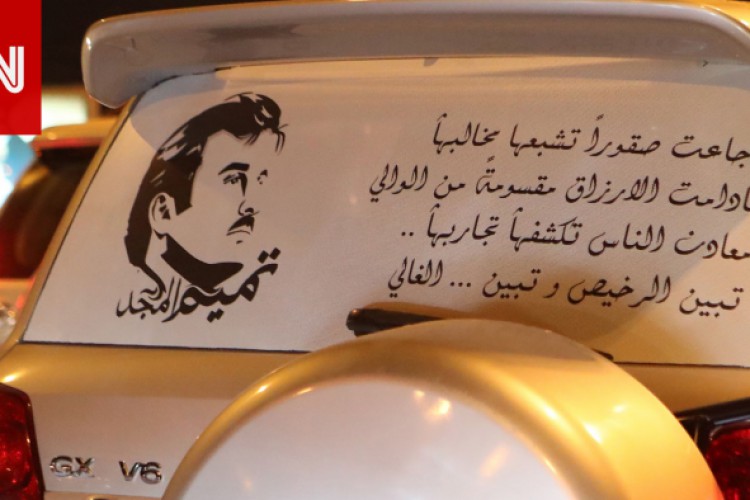 N
جاعت صقوراً تشبعها مخالبهاً
مادامت الارزاق مقسومةً من الوالي
معادن الناس تكشفهاً تجاربهاً ..
تبين الرخيص و تبين ... الغالي
تميم المجد
GX V6